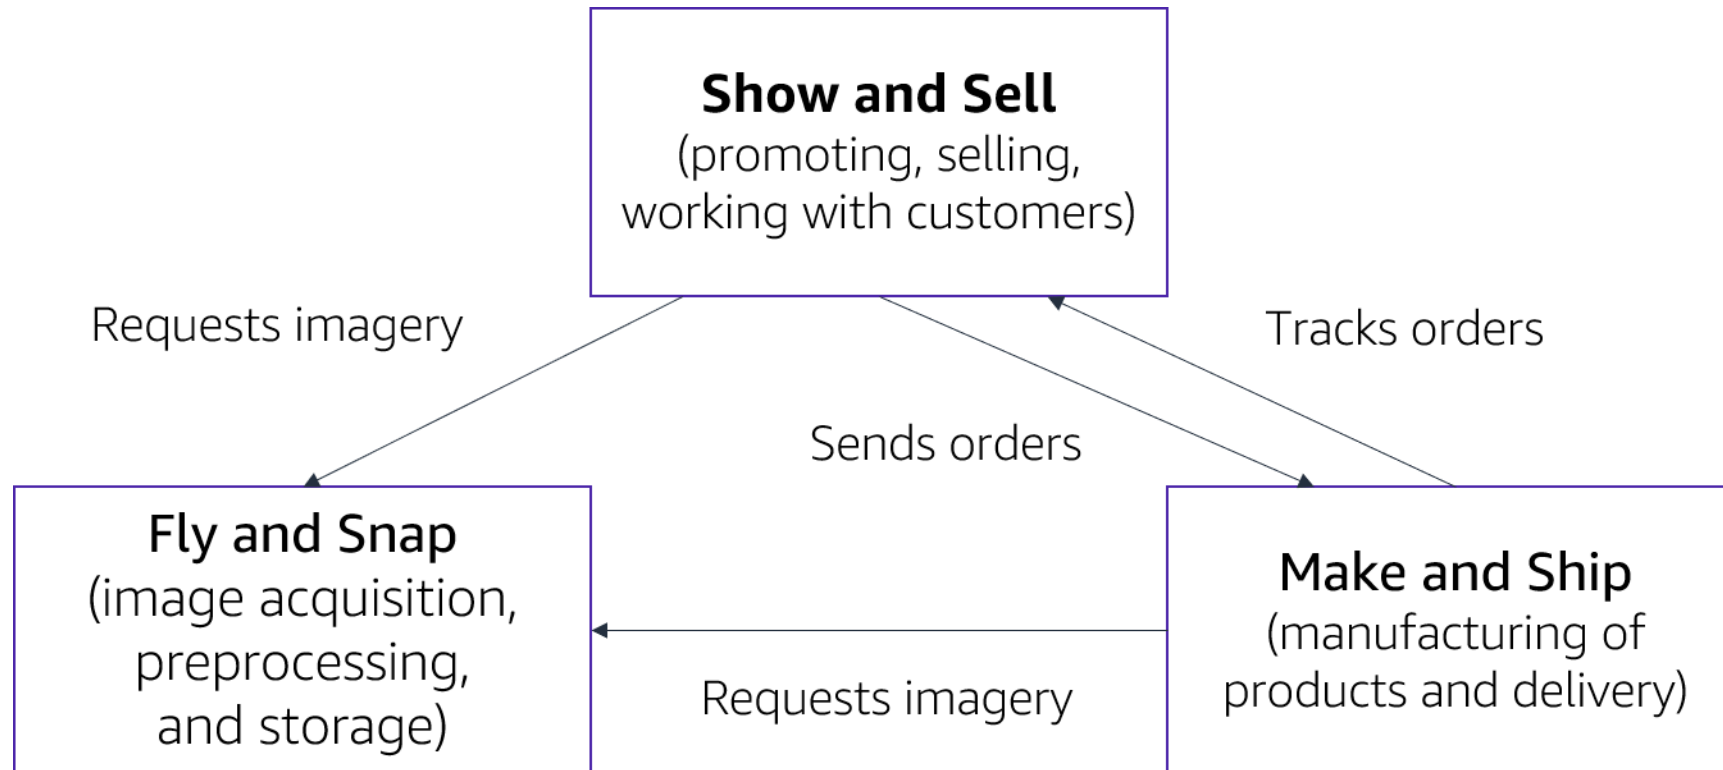 Show and Sell
(promoting, selling,
working with customers)
Requests imagery
Tracks orders
Sends orders
Fly and Snap
(image acquisition,
preprocessing,
and storage)
Make and Ship
(manufacturing of
products and delivery)
Requests imagery